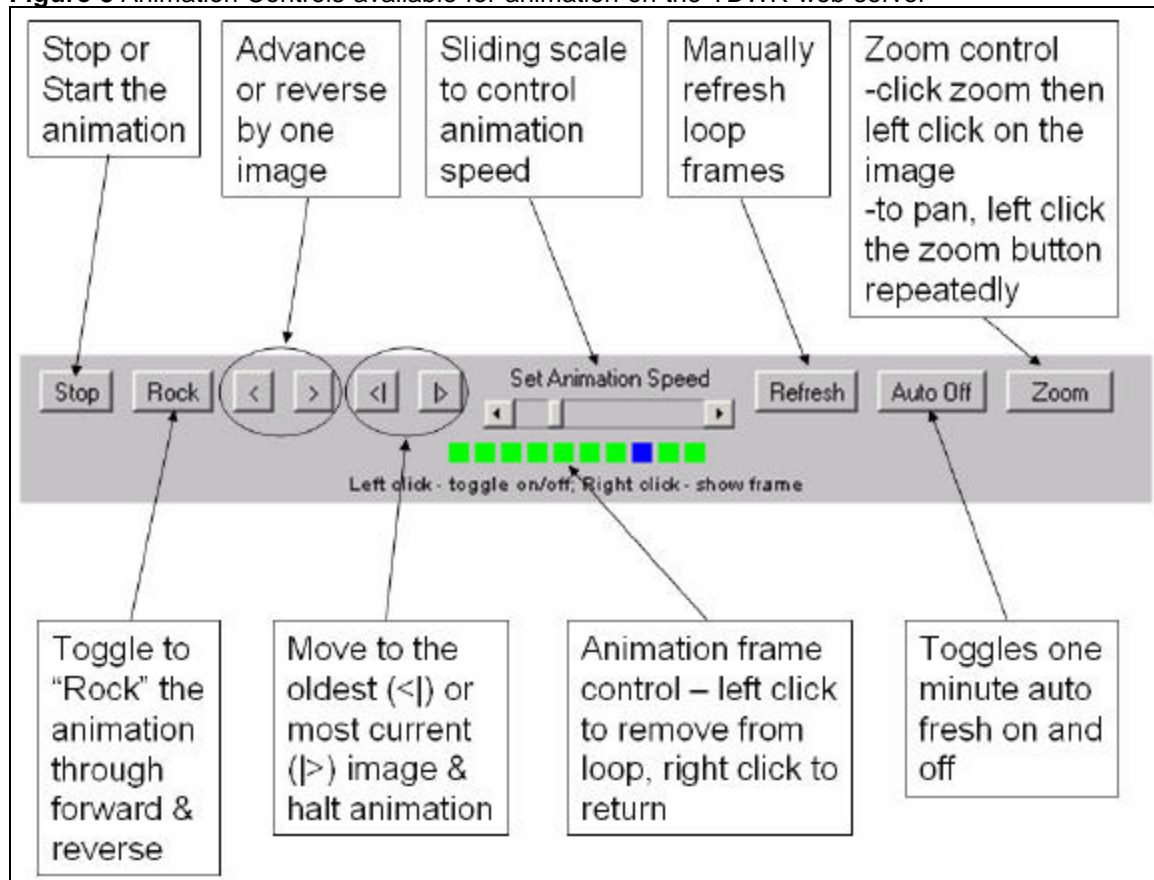 Animation Controls available for animation on the TDWR web server
Stop or
Start the
animation
Advance
or reverse
by one
image
Sliding scale
to control
animation
speed
Manually
refresh
loop
frames
Zoom control
-click zoom then
left click on the
image
-to pan, left click
the zoom button
repeatedly
Stop
Rock
<
>
<|
|>
Set Animation Speed
Refresh
Auto Off
Zoom
Left click - toggle on/off; Right click - show frame
Toggle to
“Rock” the
animation
through
forward &
reverse
Move to the
oldest (<|) or
most current
(|>) image &
halt animation
Animation frame
control – left click
to remove from
loop, right click to
return
Toggles one
minute auto
fresh on and
off